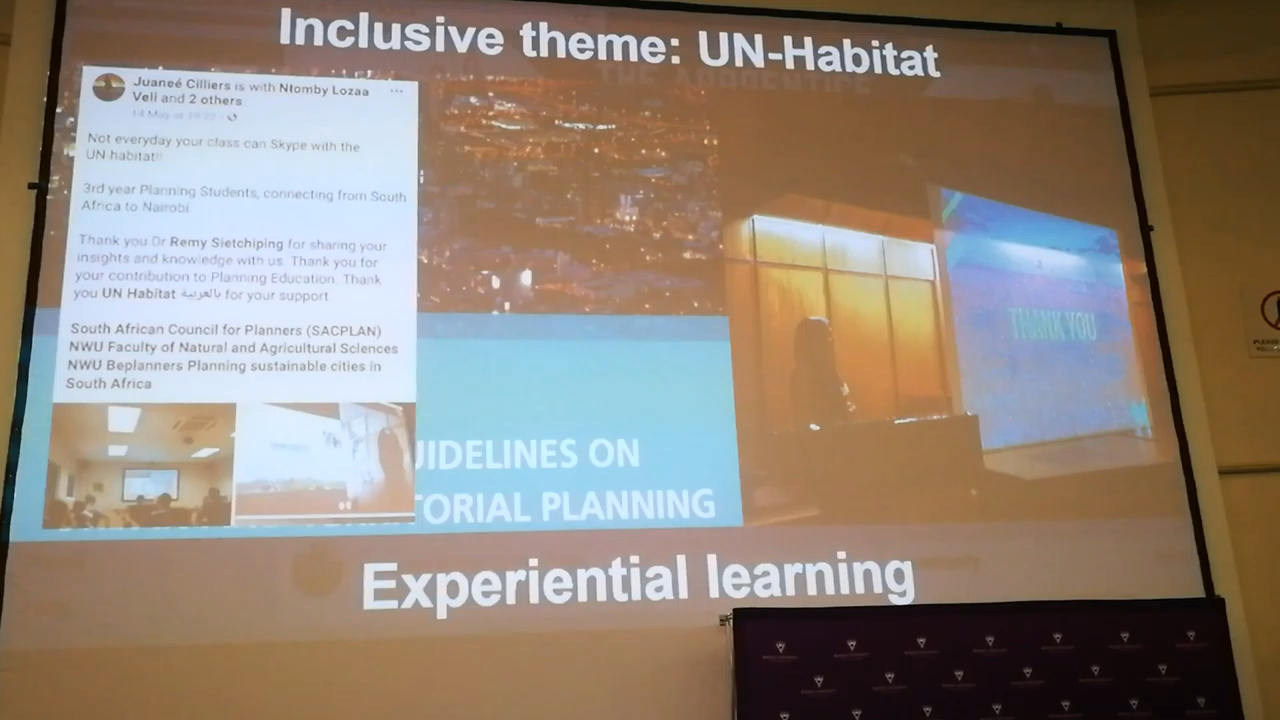 Inclusive theme: UN-Habitat
THE APPRENTICE
Juaneé Cilliers is with Ntomby Lozaa
Veli and 2 others
Not everyday your class can Skype with the
UN habitat!!
3rd year Planning Students, connecting from South
Africa to Nairobi.
Thank you Dr Remy Sietchiping for sharing your
insights and knowledge with us. Thank you for
your contribution to Planning Education. Thank
you UN Habitat بالعربية for your support.
South African Council for Planners (SACPLAN)
NWU Faculty of Natural and Agricultural Sciences
NWU Beplanners Planning sustainable cities in
South Africa
UIDELINES ON
TORIAL PLANNING
THANK YOU
Experiential learning